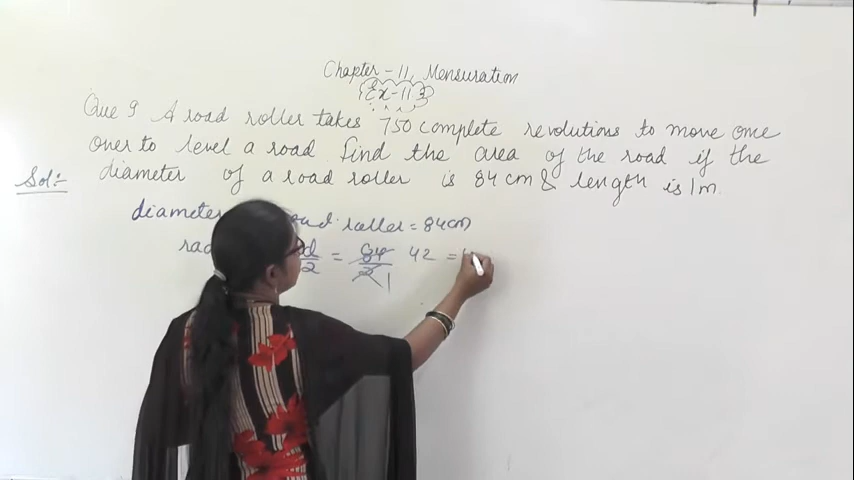 Chapter - 11, Mensuration
Ex - 11.3
Que 9 A road roller takes 750 complete revolutions to move one
over to level a road. find the area of the road if the
Sol:- diameter of a road roller is 84 cm & length is 1m.
diameter roller = 84cm
d/2 = 84/2 42 =
1